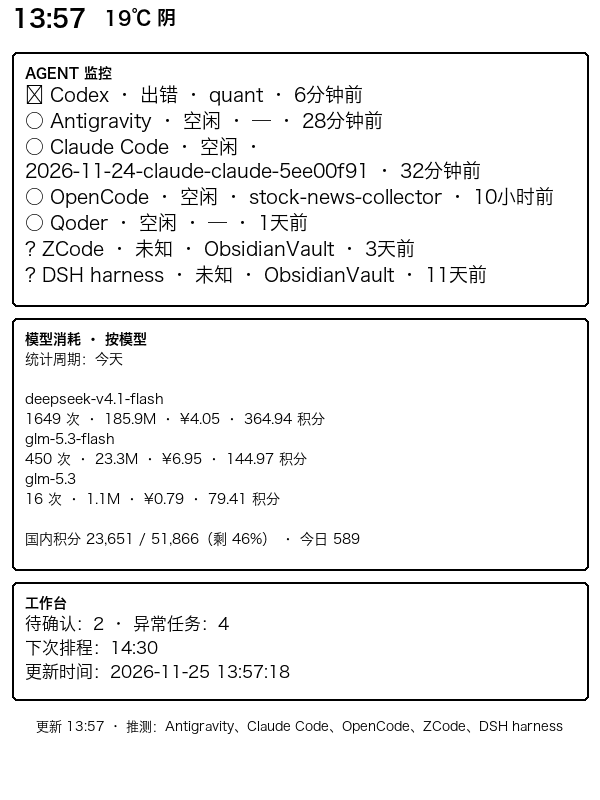 13:57 19℃ 阴
AGENT 监控
☒ Codex · 出错 · quant · 6分钟前
○ Antigravity · 空闲 · — · 28分钟前
○ Claude Code · 空闲 ·
2026-11-24-claude-claude-5ee00f91 · 32分钟前
○ OpenCode · 空闲 · stock-news-collector · 10小时前
○ Qoder · 空闲 · — · 1天前
? ZCode · 未知 · ObsidianVault · 3天前
? DSH harness · 未知 · ObsidianVault · 11天前
模型消耗 · 按模型
统计周期：今天
deepseek-v4.1-flash
1649 次 · 185.9M · ¥4.05 · 364.94 积分
glm-5.3-flash
450 次 · 23.3M · ¥6.95 · 144.97 积分
glm-5.3
16 次 · 1.1M · ¥0.79 · 79.41 积分
国内积分 23,651 / 51,866（剩 46%） · 今日 589
工作台
待确认：2 · 异常任务：4
下次排程：14:30
更新时间：2026-11-25 13:57:18
更新 13:57 · 推测：Antigravity、Claude Code、OpenCode、ZCode、DSH harness